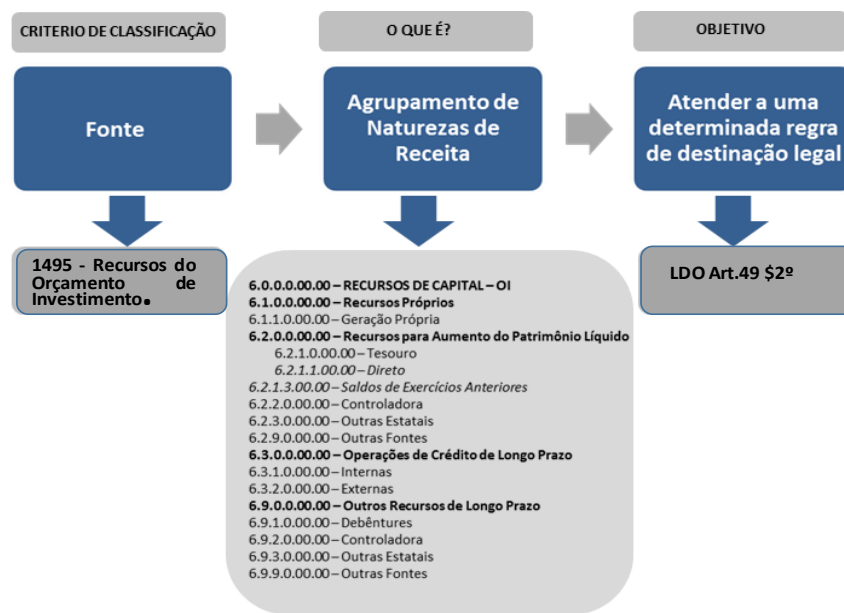 CRITERIO DE CLASSIFICAÇÃO
O QUE É?
OBJETIVO
Fonte
Agrupamento de
Naturezas de
Receita
Atender a uma
determinada regra
de destinação legal
1495 - Recursos do
Orçamento de
Investimento.
6.0.0.0.00.00 – RECURSOS DE CAPITAL – OI
6.1.0.0.00.00 – Recursos Próprios
6.1.1.0.00.00 – Geração Própria
6.2.0.0.00.00 – Recursos para Aumento do Patrimônio Líquido
6.2.1.0.00.00 – Tesouro
6.2.1.1.00.00 – Direto
6.2.1.3.00.00 – Saldos de Exercícios Anteriores
6.2.2.0.00.00 – Controladora
6.2.3.0.00.00 – Outras Estatais
6.2.9.0.00.00 – Outras Fontes
6.3.0.0.00.00 – Operações de Crédito de Longo Prazo
6.3.1.0.00.00 – Internas
6.3.2.0.00.00 – Externas
6.9.0.0.00.00 – Outros Recursos de Longo Prazo
6.9.1.0.00.00 – Debêntures
6.9.2.0.00.00 – Controladora
6.9.3.0.00.00 – Outras Estatais
6.9.9.0.00.00 – Outras Fontes
LDO Art.49 $2º